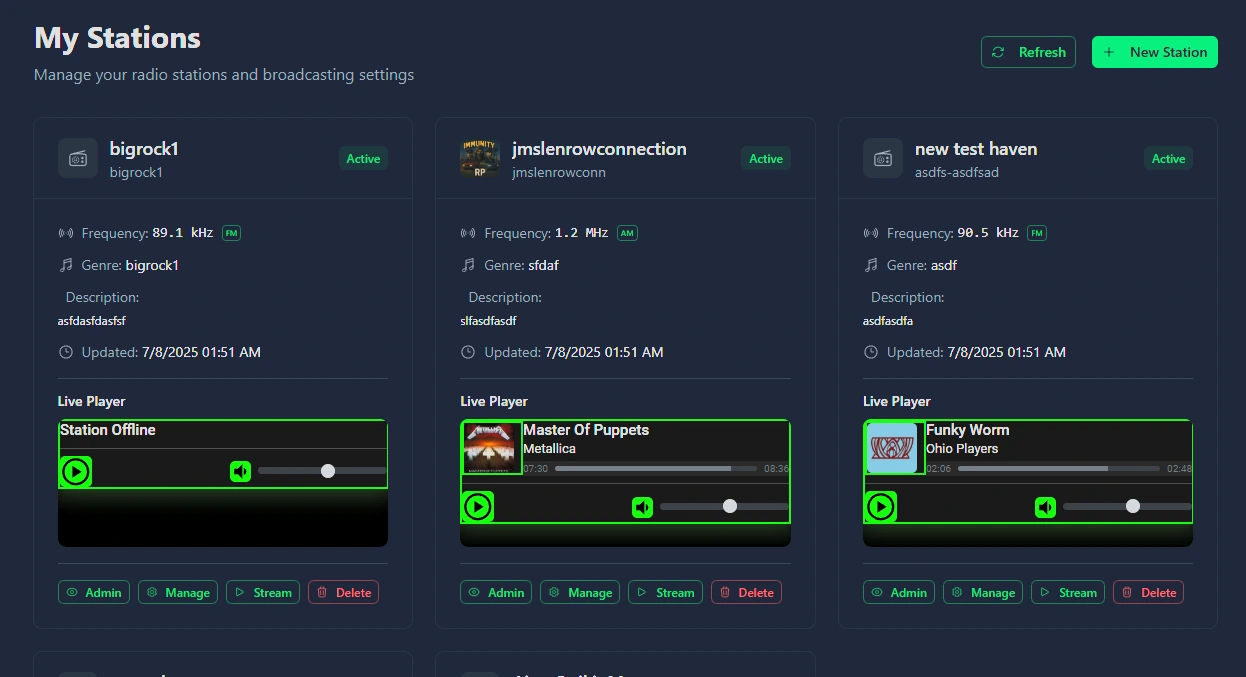 My Stations
Manage your radio stations and broadcasting settings
Refresh
+ New Station
bigrock1
bigrock1
Active
Frequency: 89.1 kHz FM
Genre: bigrock1
Description:
asfdasfdasfsf
Updated: 7/8/2025 01:51 AM
Live Player
Station Offline
Admin Manage Stream Delete
IMMUNITY
RP
jmslenrowconnection
jmslenrowconn
Active
Frequency: 1.2 MHz AM
Genre: sfdaf
Description:
slfasdfasdf
Updated: 7/8/2025 01:51 AM
Live Player
Master Of Puppets
Metallica
07:30 08:36
Admin Manage Stream Delete
new test haven
asdfs-asdfsad
Active
Frequency: 90.5 kHz FM
Genre: asdf
Description:
asdfasdfa
Updated: 7/8/2025 01:51 AM
Live Player
Funky Worm
Ohio Players
02:06 02:48
Admin Manage Stream Delete